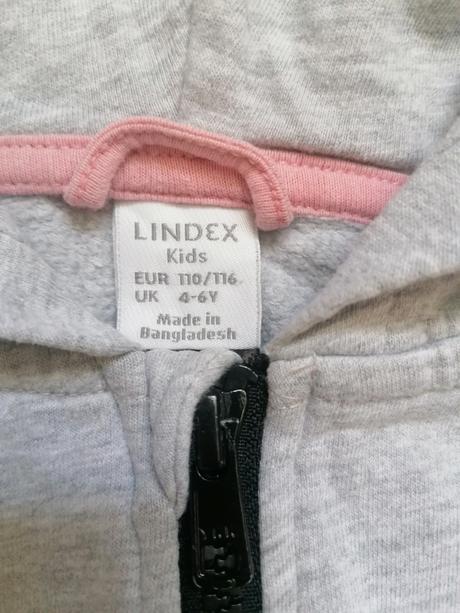 LINDEX
Kids
EUR 110/116
UK 4-6Y
Made in
Bangladesh